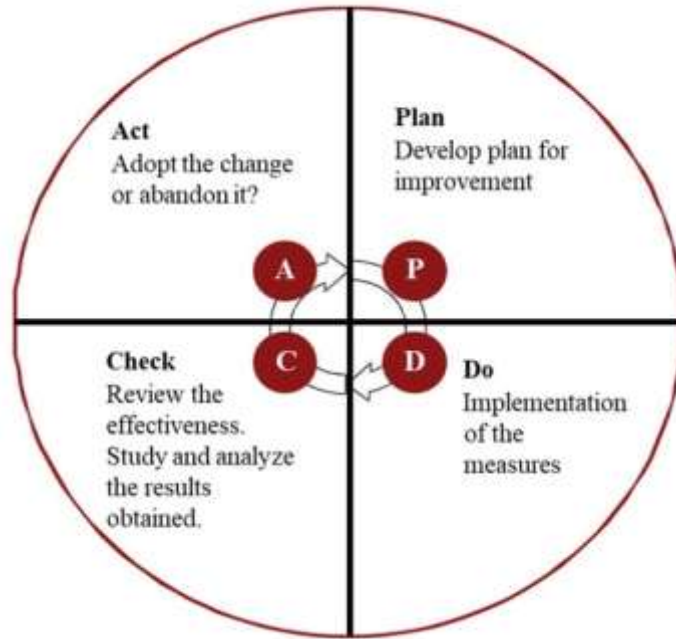 Act
Adopt the change
or abandon it?
Plan
Develop plan for
improvement
A
P
C
D
Check
Review the
effectiveness.
Study and analyze
the results
obtained.
Do
Implementation
of the
measures